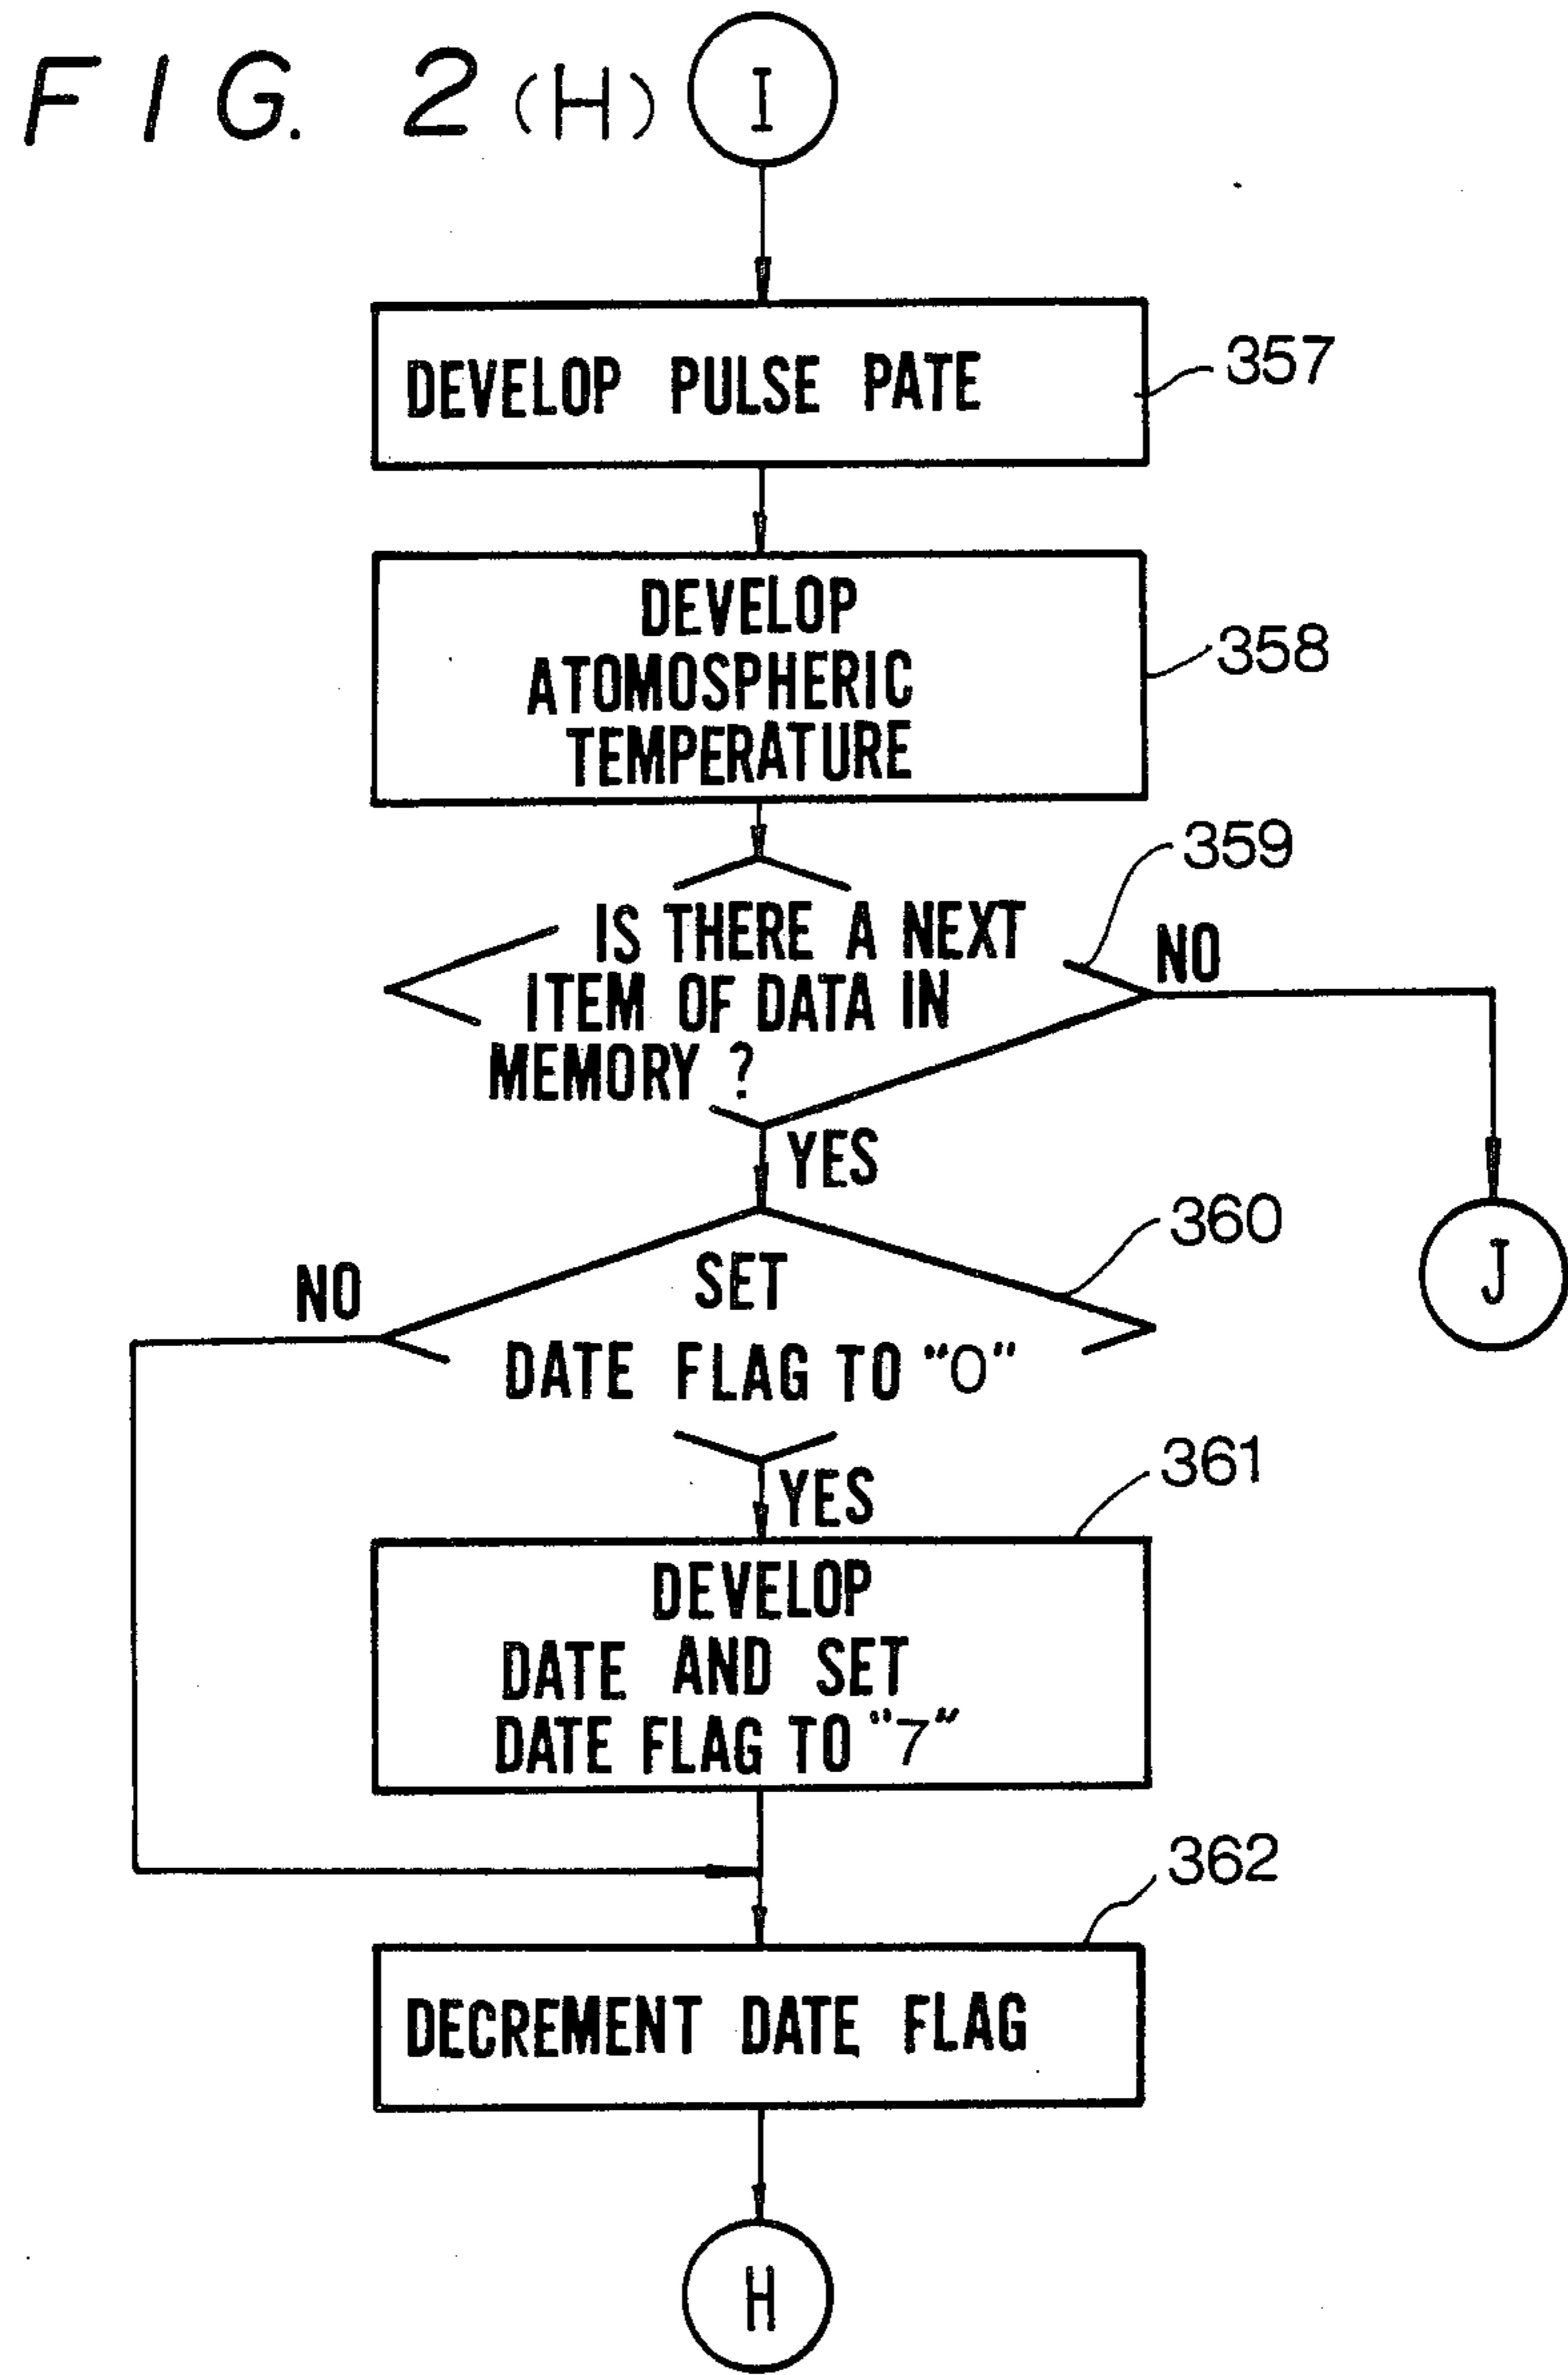 FIG. 2(H)
I
DEVELOP PULSE PATE
357
DEVELOP
ATOMOSPHERIC
TEMPERATURE
358
359
IS THERE A NEXT
ITEM OF DATA IN
MEMORY ?
NO
YES
J
360
NO
SET
DATE FLAG TO "0"
YES
361
DEVELOP
DATE AND SET
DATE FLAG TO "7"
362
DECREMENT DATE FLAG
H